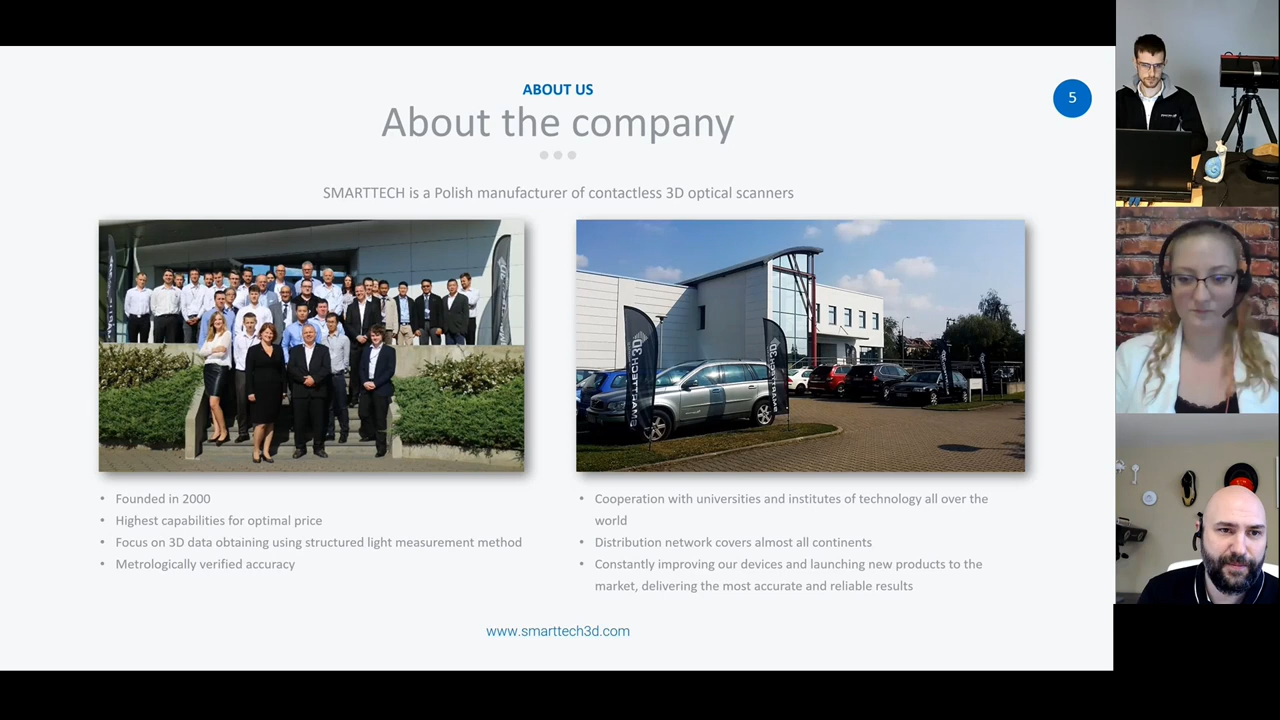 ABOUT US
About the company
5
SMARTTECH is a Polish manufacturer of contactless 3D optical scanners
SMARTTECH3D
• Founded in 2000
• Highest capabilities for optimal price
• Focus on 3D data obtaining using structured light measurement method
• Metrologically verified accuracy
• Cooperation with universities and institutes of technology all over the
world
• Distribution network covers almost all continents
• Constantly improving our devices and launching new products to the
market, delivering the most accurate and reliable results
www.smarttech3d.com